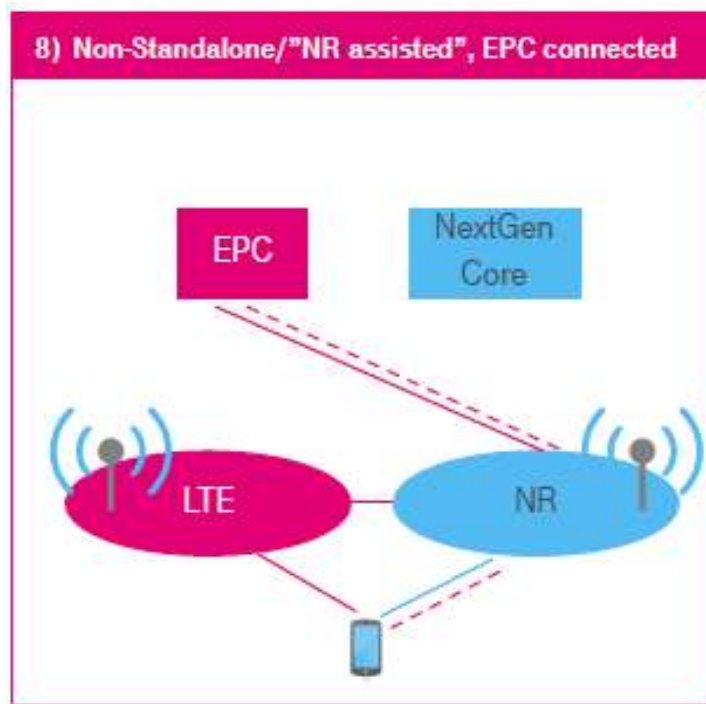 8) Non-Standalone/"NR assisted", EPC connected
EPC
NextGen
Core
LTE
NR